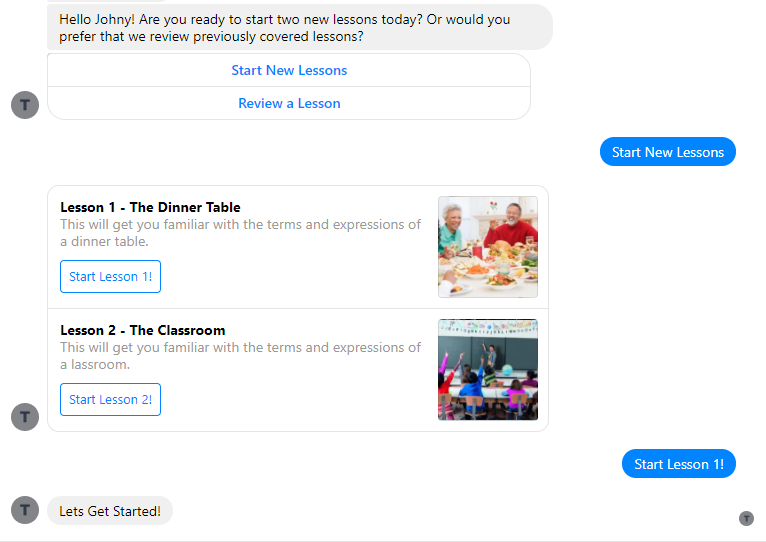 Hello Johny! Are you ready to start two new lessons today? Or would you
prefer that we review previously covered lessons?
Start New Lessons
Review a Lesson
T
Start New Lessons
Lesson 1 - The Dinner Table
This will get you familiar with the terms and expressions of
a dinner table.
Start Lesson 1!
Lesson 2 - The Classroom
This will get you familiar with the terms and expressions of
a lassroom.
Start Lesson 2!
T
Start Lesson 1!
T
Lets Get Started!
T